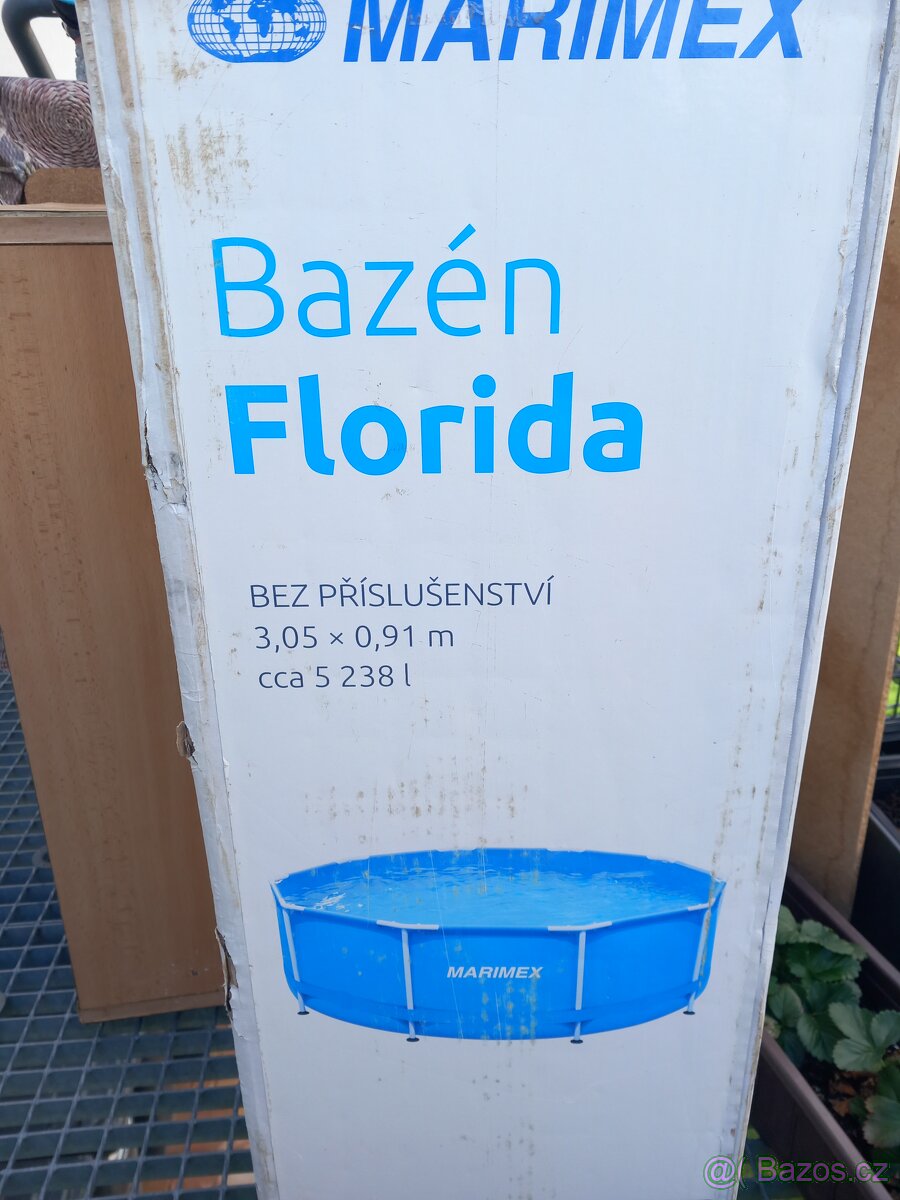 MARIMEX
Bazén
Florida
BEZ PŘÍSLUŠENSTVÍ
3,05 × 0,91 m
cca 5 238 l
MARIMEX
@ Bazos.cz